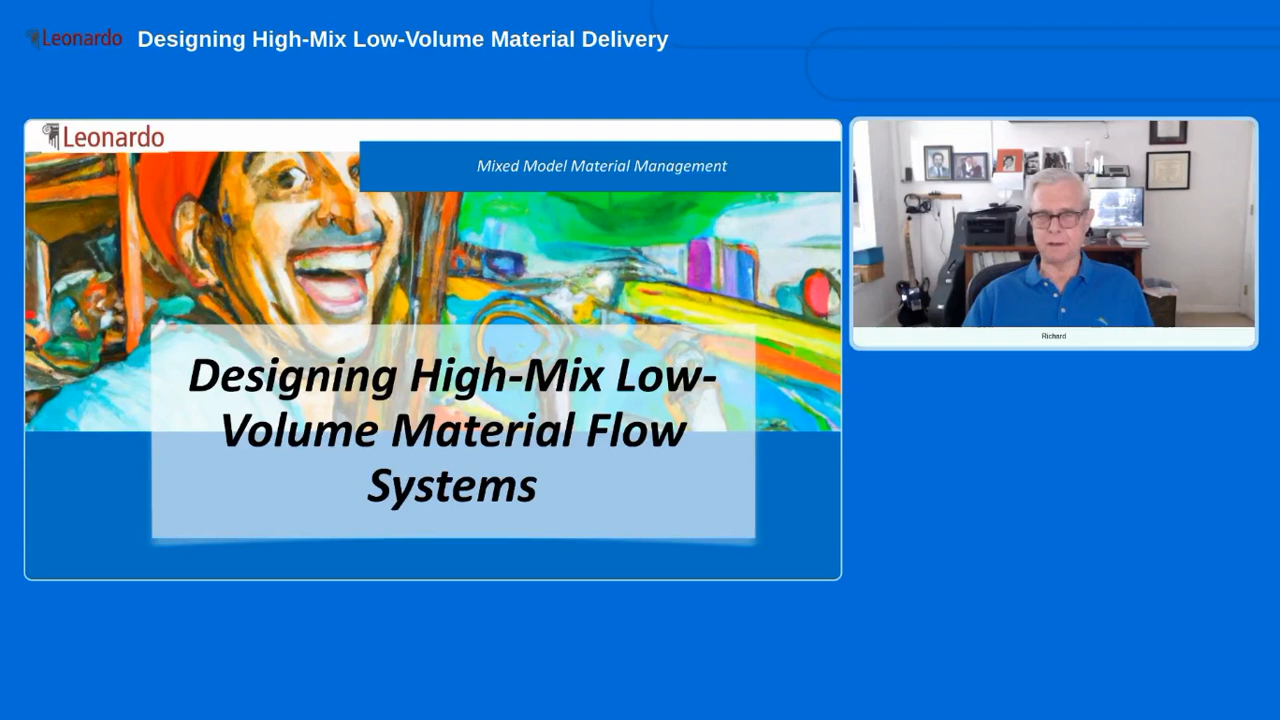 Leonardo Designing High-Mix Low-Volume Material Delivery
Leonardo
Mixed Model Material Management
Designing High-Mix Low-
Volume Material Flow
Systems
Richard